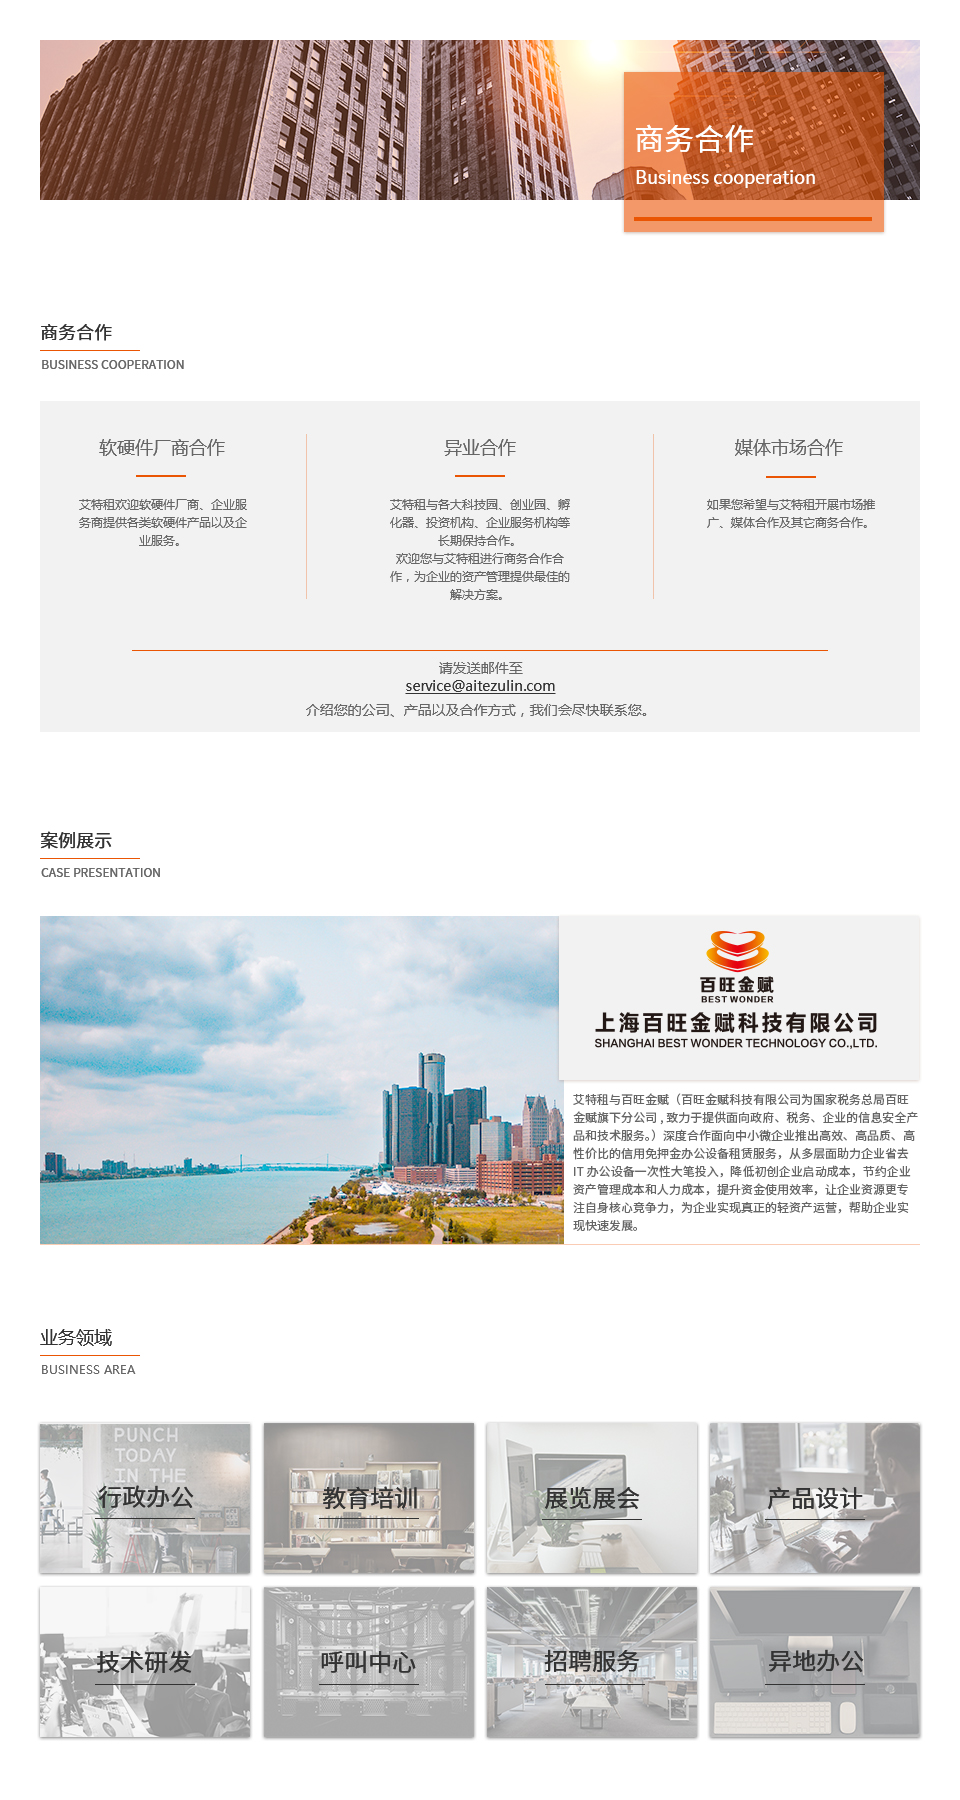 商务合作
Business cooperation
商务合作
BUSINESS COOPERATION
软硬件厂商合作
艾特租欢迎软硬件厂商、企业服
务商提供各类软硬件产品以及企
业服务。
异业合作
艾特租与各大科技园、创业园、孵
化器、投资机构、企业服务机构等
长期保持合作。
欢迎您与艾特租进行商务合作合
作，为企业的资产管理提供最佳的
解决方案。
媒体市场合作
如果您希望与艾特租开展市场推
广、媒体合作及其它商务合作。
请发送邮件至
service@aitezulin.com
介绍您的公司、产品以及合作方式，我们会尽快联系您。
案例展示
CASE PRESENTATION
百旺金赋
BEST WONDER
上海百旺金赋科技有限公司
SHANGHAI BEST WONDER TECHNOLOGY CO.,LTD.
艾特租与百旺金赋（百旺金赋科技有限公司为国家税务总局百旺
金赋旗下分公司 , 致力于提供面向政府、税务、企业的信息安全产
品和技术服务。）深度合作面向中小微企业推出高效、高品质、高
性价比的信用免押金办公设备租赁服务，从多层面助力企业省去
IT 办公设备一次性大笔投入，降低初创企业启动成本，节约企业
资产管理成本和人力成本，提升资金使用效率，让企业资源更专
注自身核心竞争力，为企业实现真正的轻资产运营，帮助企业实
现快速发展。
业务领域
BUSINESS AREA
PUNCH
TODAY
IN THE
行政办公
教育培训
展览展会
产品设计
技术研发
呼叫中心
招聘服务
异地办公